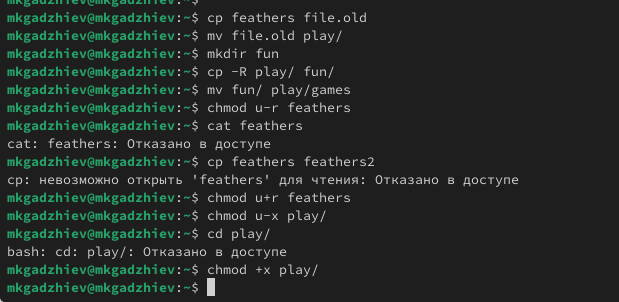 mkgadzhiev@mkgadzhiev:~$
mkgadzhiev@mkgadzhiev:~$ cp feathers file.old
mkgadzhiev@mkgadzhiev:~$ mv file.old play/
mkgadzhiev@mkgadzhiev:~$ mkdir fun
mkgadzhiev@mkgadzhiev:~$ cp -R play/ fun/
mkgadzhiev@mkgadzhiev:~$ mv fun/ play/games
mkgadzhiev@mkgadzhiev:~$ chmod u-r feathers
mkgadzhiev@mkgadzhiev:~$ cat feathers
cat: feathers: Отказано в доступе
mkgadzhiev@mkgadzhiev:~$ cp feathers feathers2
cp: невозможно открыть 'feathers' для чтения: Отказано в доступе
mkgadzhiev@mkgadzhiev:~$ chmod u+r feathers
mkgadzhiev@mkgadzhiev:~$ chmod u-x play/
mkgadzhiev@mkgadzhiev:~$ cd play/
bash: cd: play/: Отказано в доступе
mkgadzhiev@mkgadzhiev:~$ chmod +x play/
mkgadzhiev@mkgadzhiev:~$